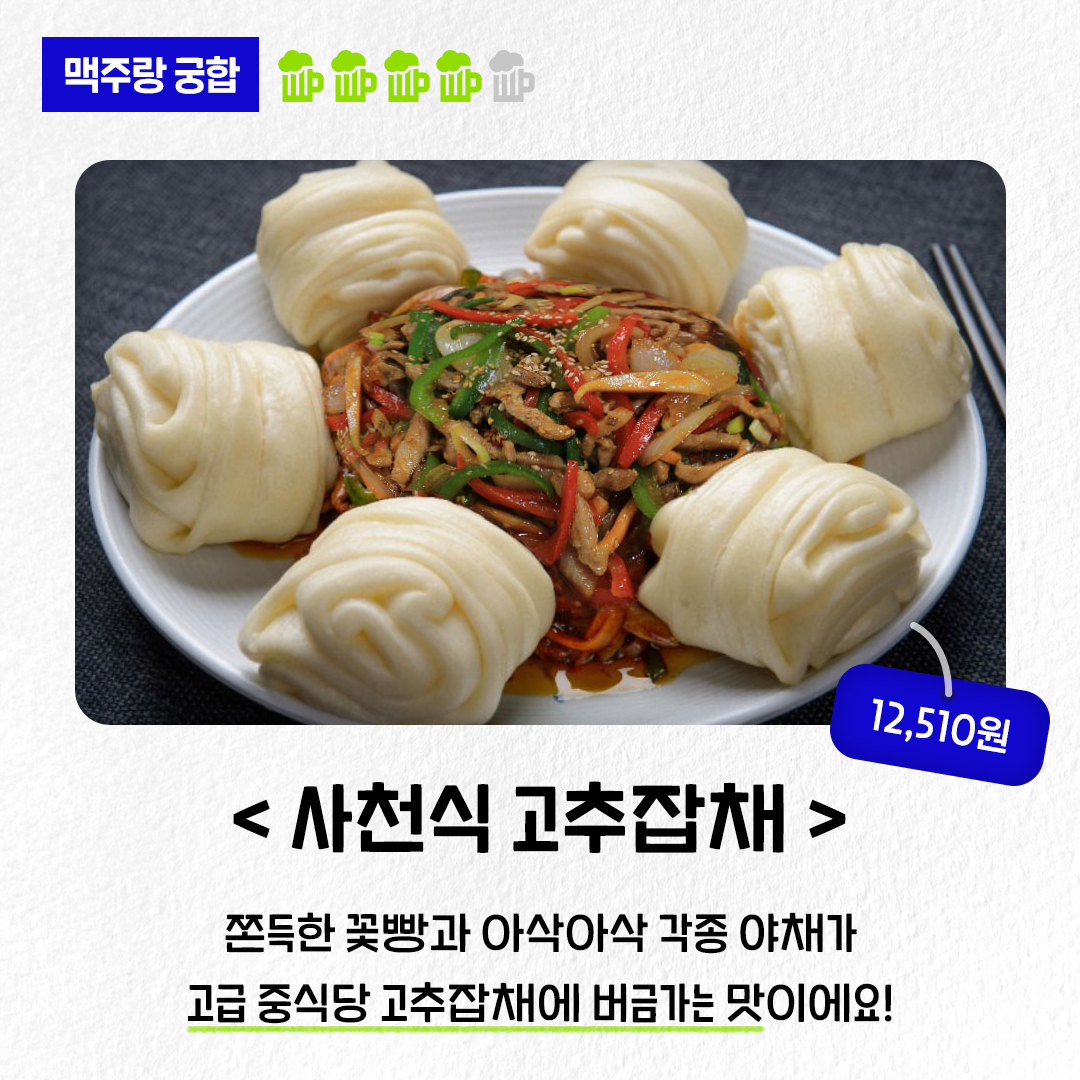 맥주랑 궁합
12,510원
< 사천식 고추잡채 >
쫀득한 꽃빵과 아삭아삭 각종 야채가
고급 중식당 고추잡채에 버금가는 맛이에요!